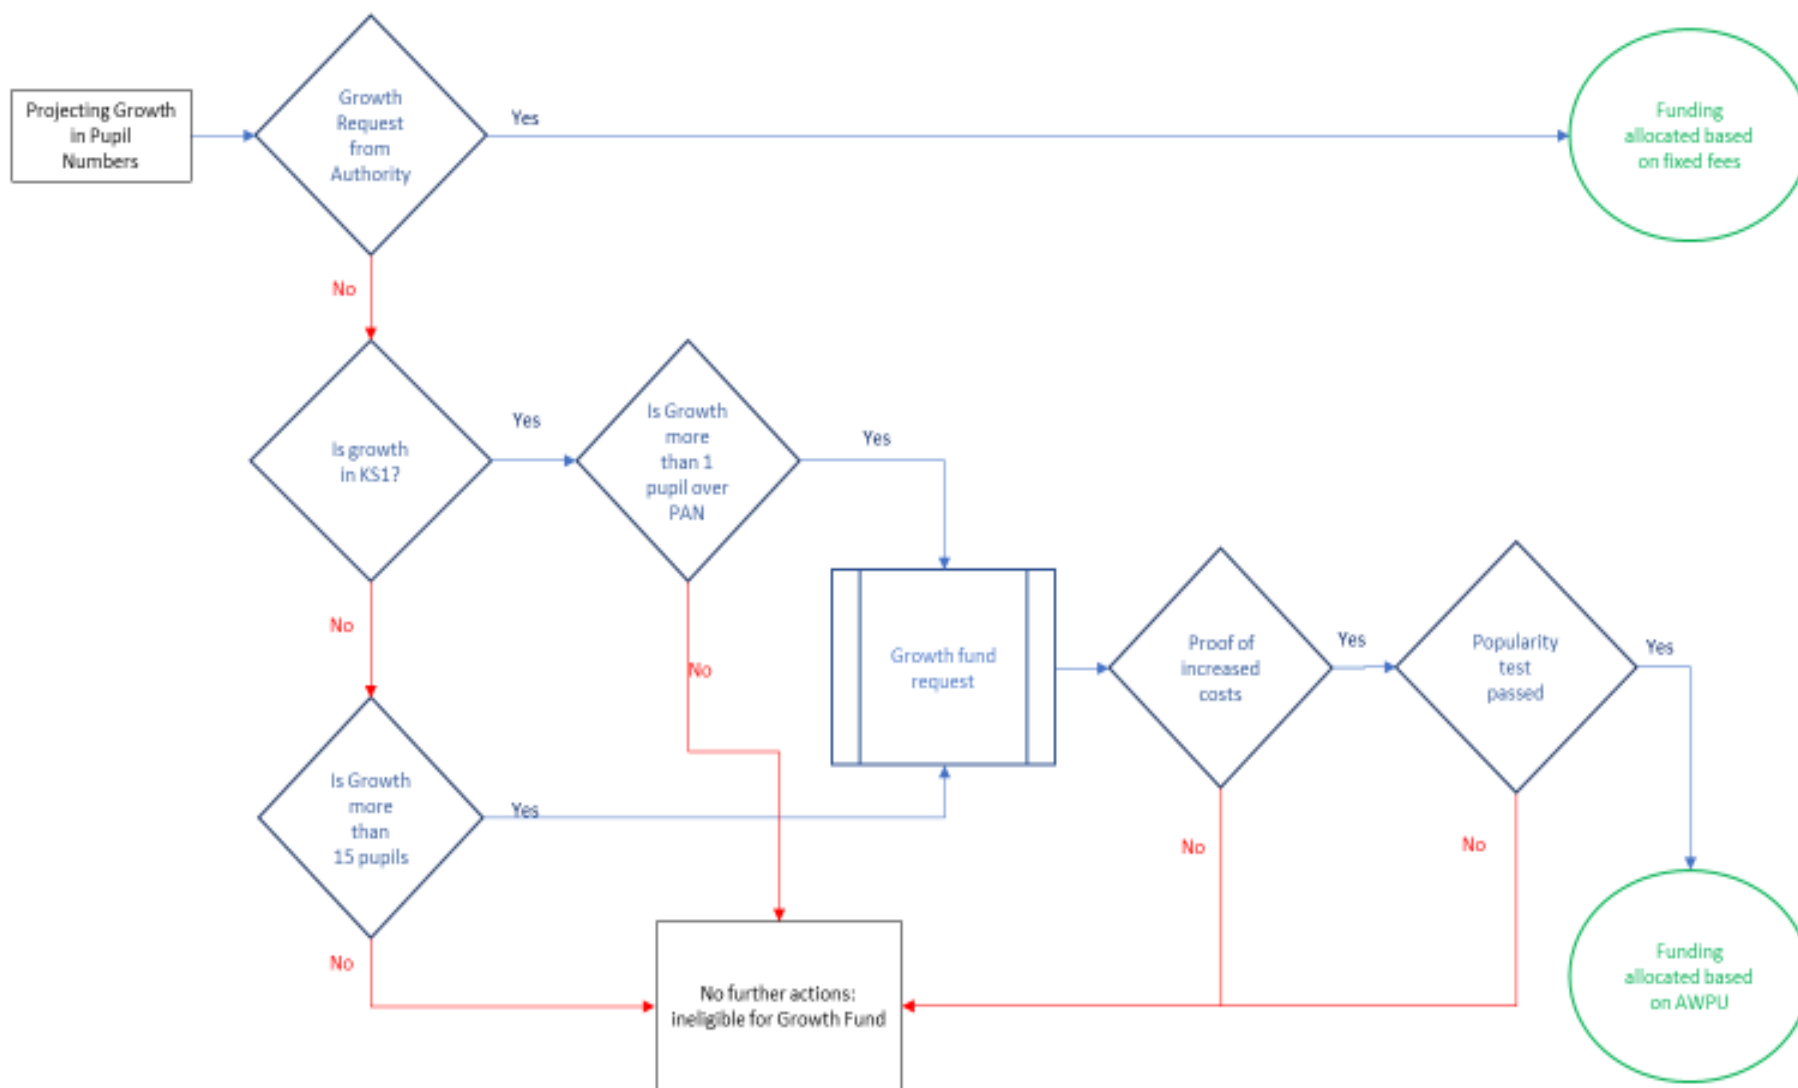 Projecting Growth
in Pupil
Numbers
Growth
Request
from
Authority
Yes
Funding
allocated based
on fixed fees
No
Is growth
in KS1?
Yes
Is Growth
more
than 1
pupil over
PAN
Yes
No
No
Growth fund
request
Proof of
increased
costs
Yes
Popularity
test
passed
Yes
Is Growth
more
than
15 pupils
Yes
No
No
No
No further actions:
ineligible for Growth Fund
Funding
allocated based
on AWPU